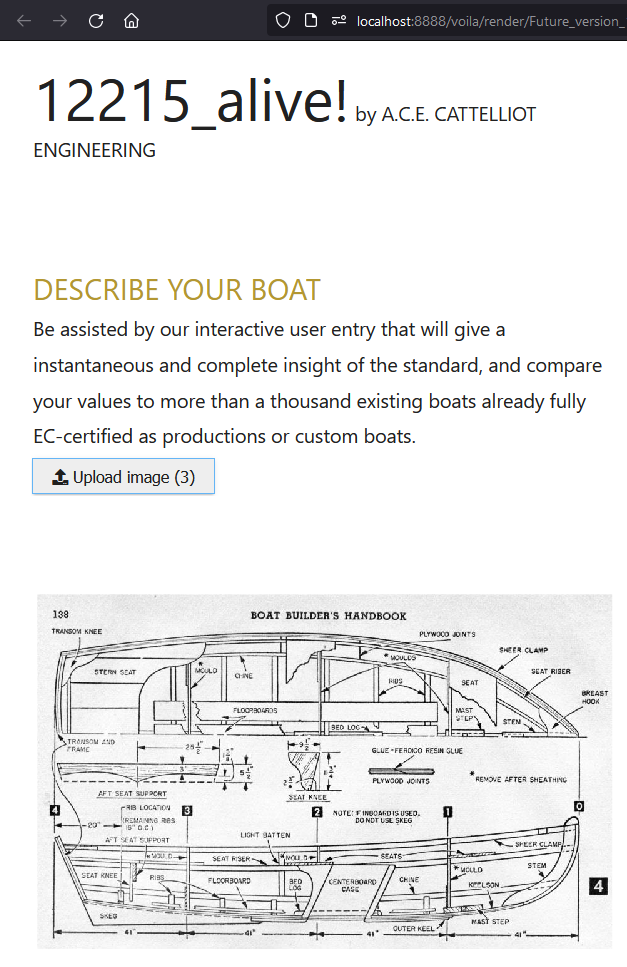 localhost:8888/voila/render/Future_version_
12215_alive! by A.C.E. CATTELLIOT
ENGINEERING
DESCRIBE YOUR BOAT
Be assisted by our interactive user entry that will give a
instantaneous and complete insight of the standard, and compare
your values to more than a thousand existing boats already fully
EC-certified as productions or custom boats.
Upload image (3)
BOAT BUILDER'S HANDBOOK
TRANSOM KNEE
PLYWOOD JOINTS
SHEER CLAMP
STERN SEAT
MOULD
CHINE
* MOULDS
RIBS
SEAT
SEAT RISER
BREAST
HOOK
FLOORBOARDS
MAST
STEP
STEM
BED LOG
TRANSOM AND
FRAME
GLUE-FEROICO RESIN GLUE
PLYWOOD JOINTS
* REMOVE AFTER SHEATHING
AFT SEAT SUPPORT
SEAT KNEE
4
RIB LOCATION
3
2
NOTE: IF INBOARD IS USED,
DO NOT USE SKEG
1
0
20"
(REMAINING RIBS
AFT SEAT SUPPORT
LIGHT BATTEN
SHEER CLAMP
* MOULD
SEAT RISER
* MOULD
SEATS
STEM
SEAT KNEE
RIBS
FLOORBOARD
BED
LOG
CENTERBOARD
CASE
CHINE
* MOULD
KEELSON
4
SKEG
MAST STEP
OUTER KEEL
41"
41"
41"
41"